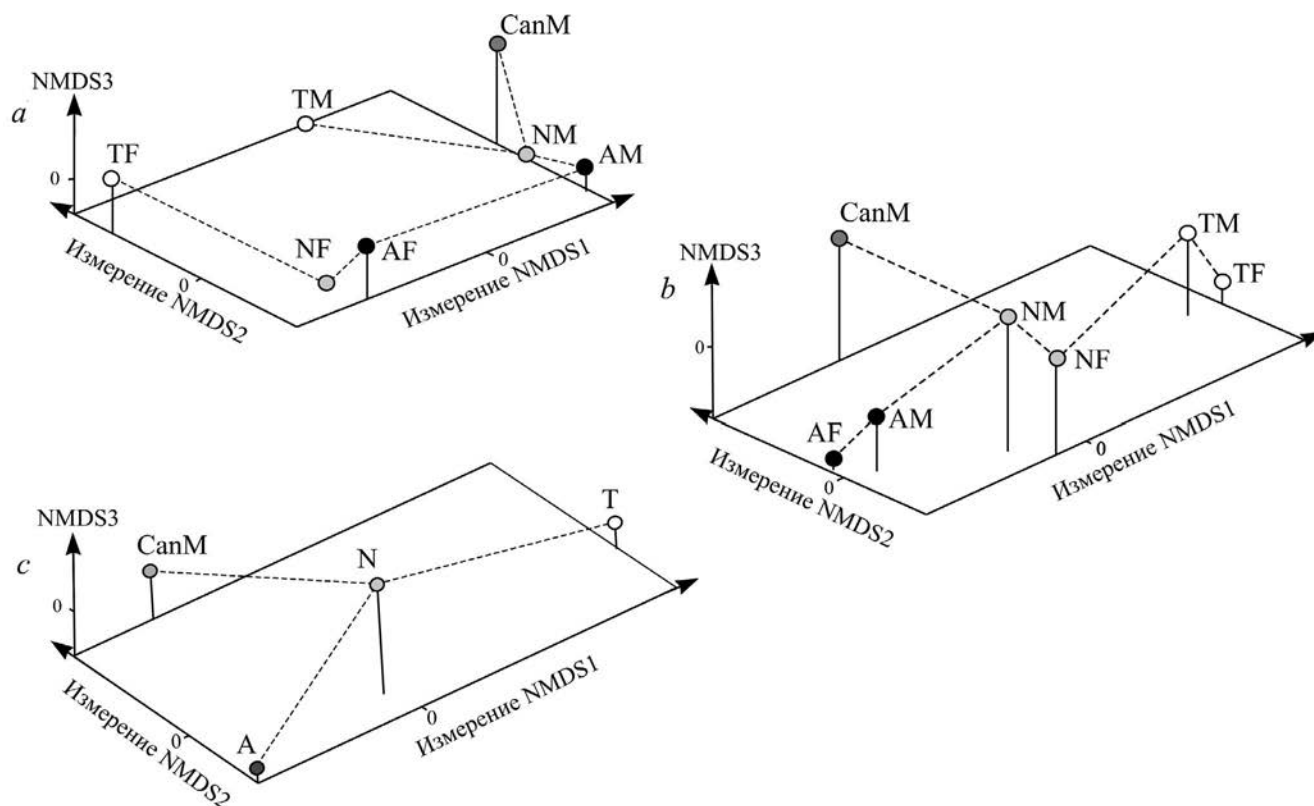 CanM
NMDS3
a
TM
TF
NM
AM
0
NF
AF
0
0
Измерение NMDS2
Измерение NMDS1
CanM
NMDS3
b
TM
TF
NM
0
NF
AF
AM
0
0
Измерение NMDS2
Измерение NMDS1
NMDS3
c
CanM
N
T
0
A
0
0
Измерение NMDS2
Измерение NMDS1